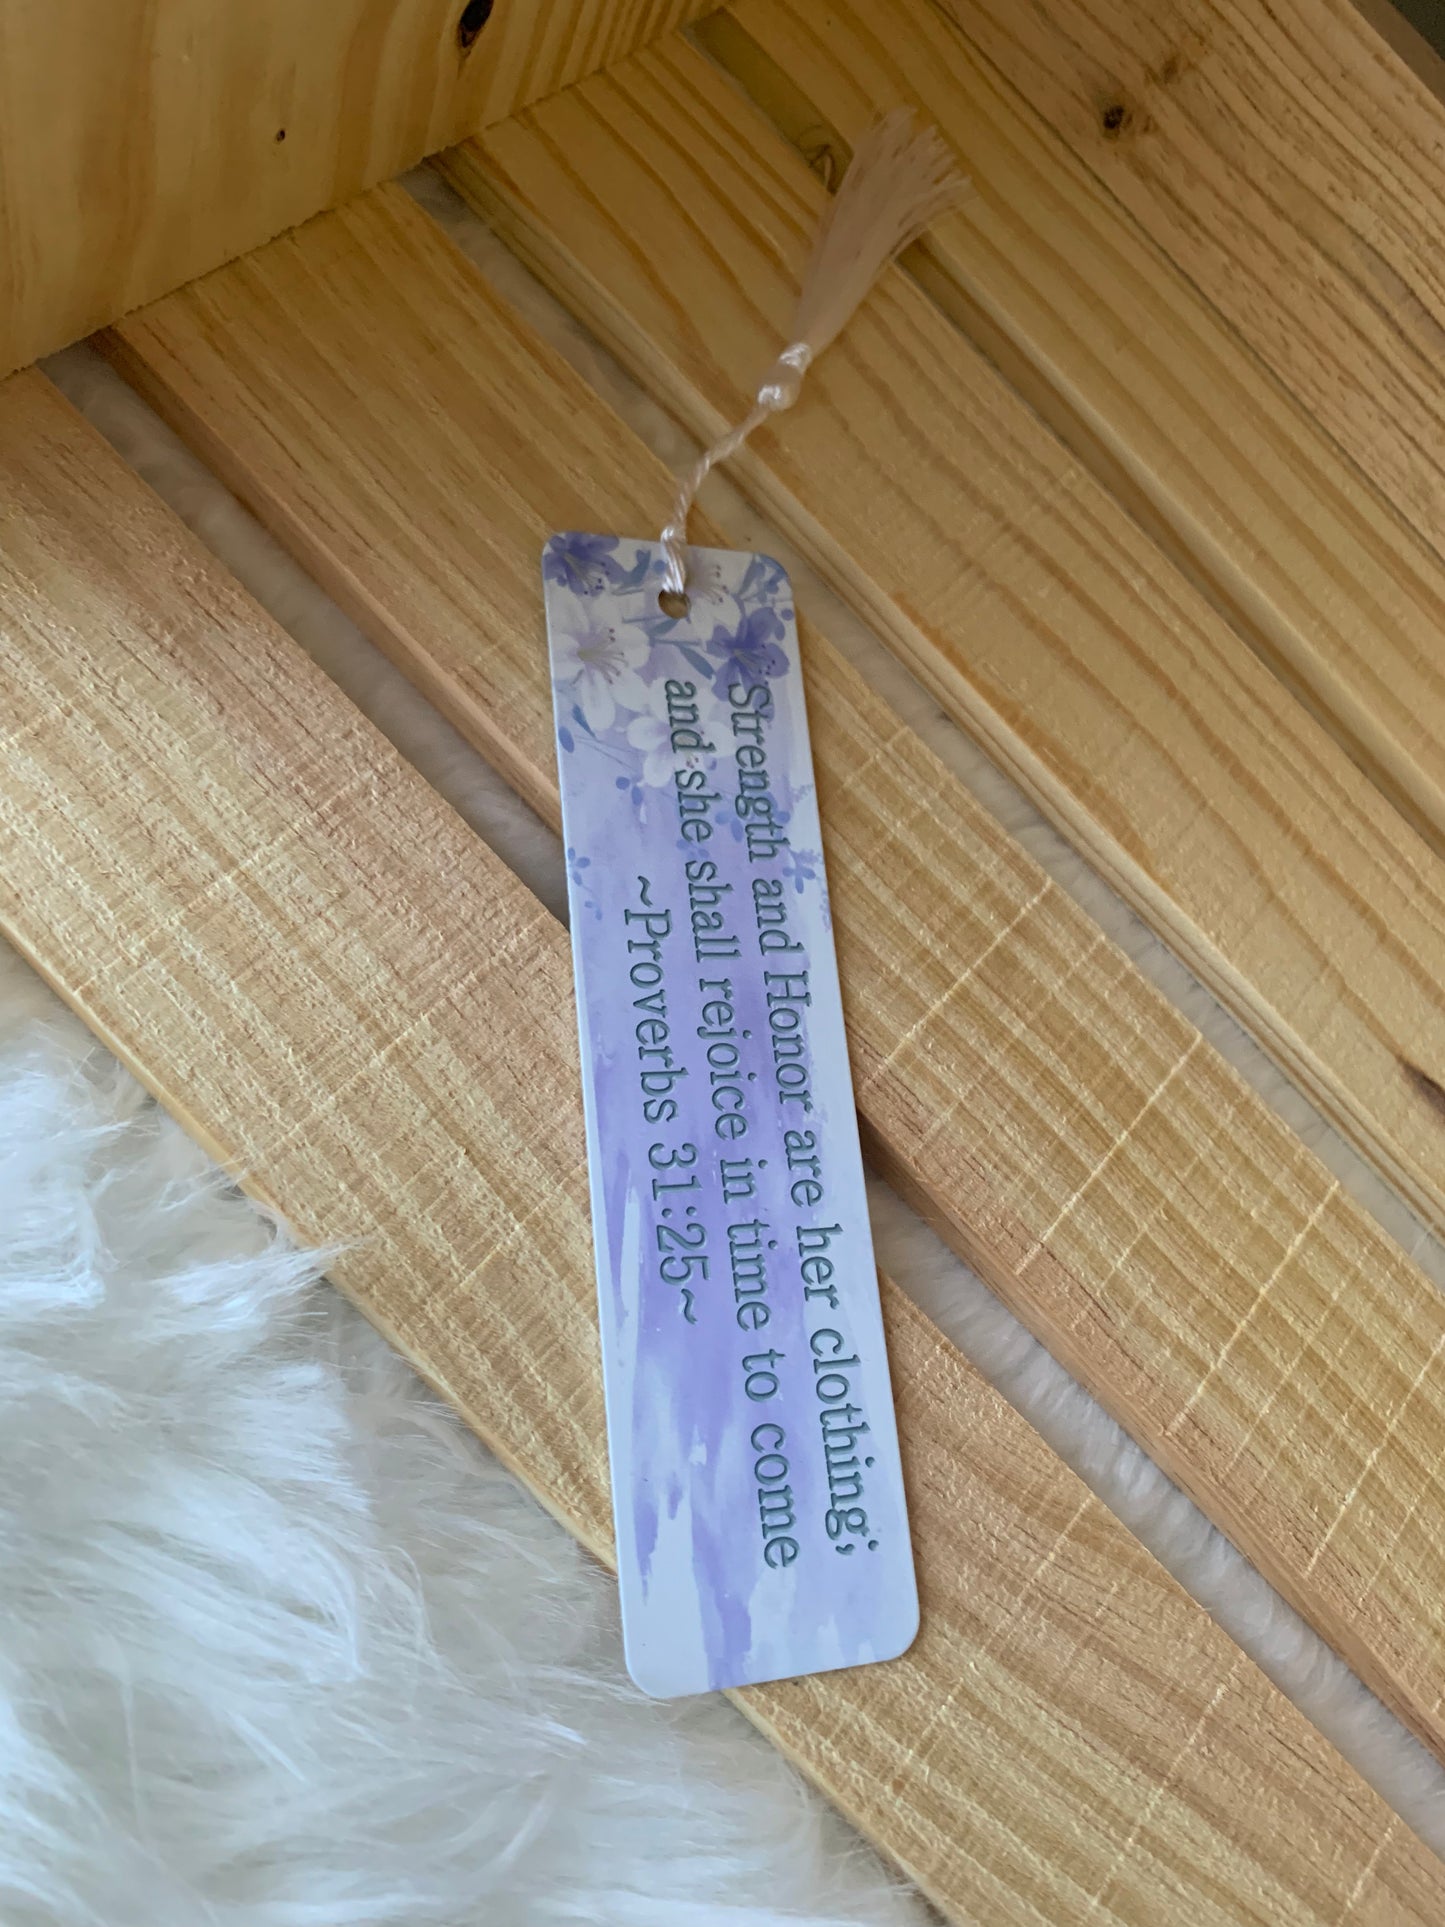 Strength and Honor are her clothing;
and she shall rejoice in time to come
~Proverbs 31:25~